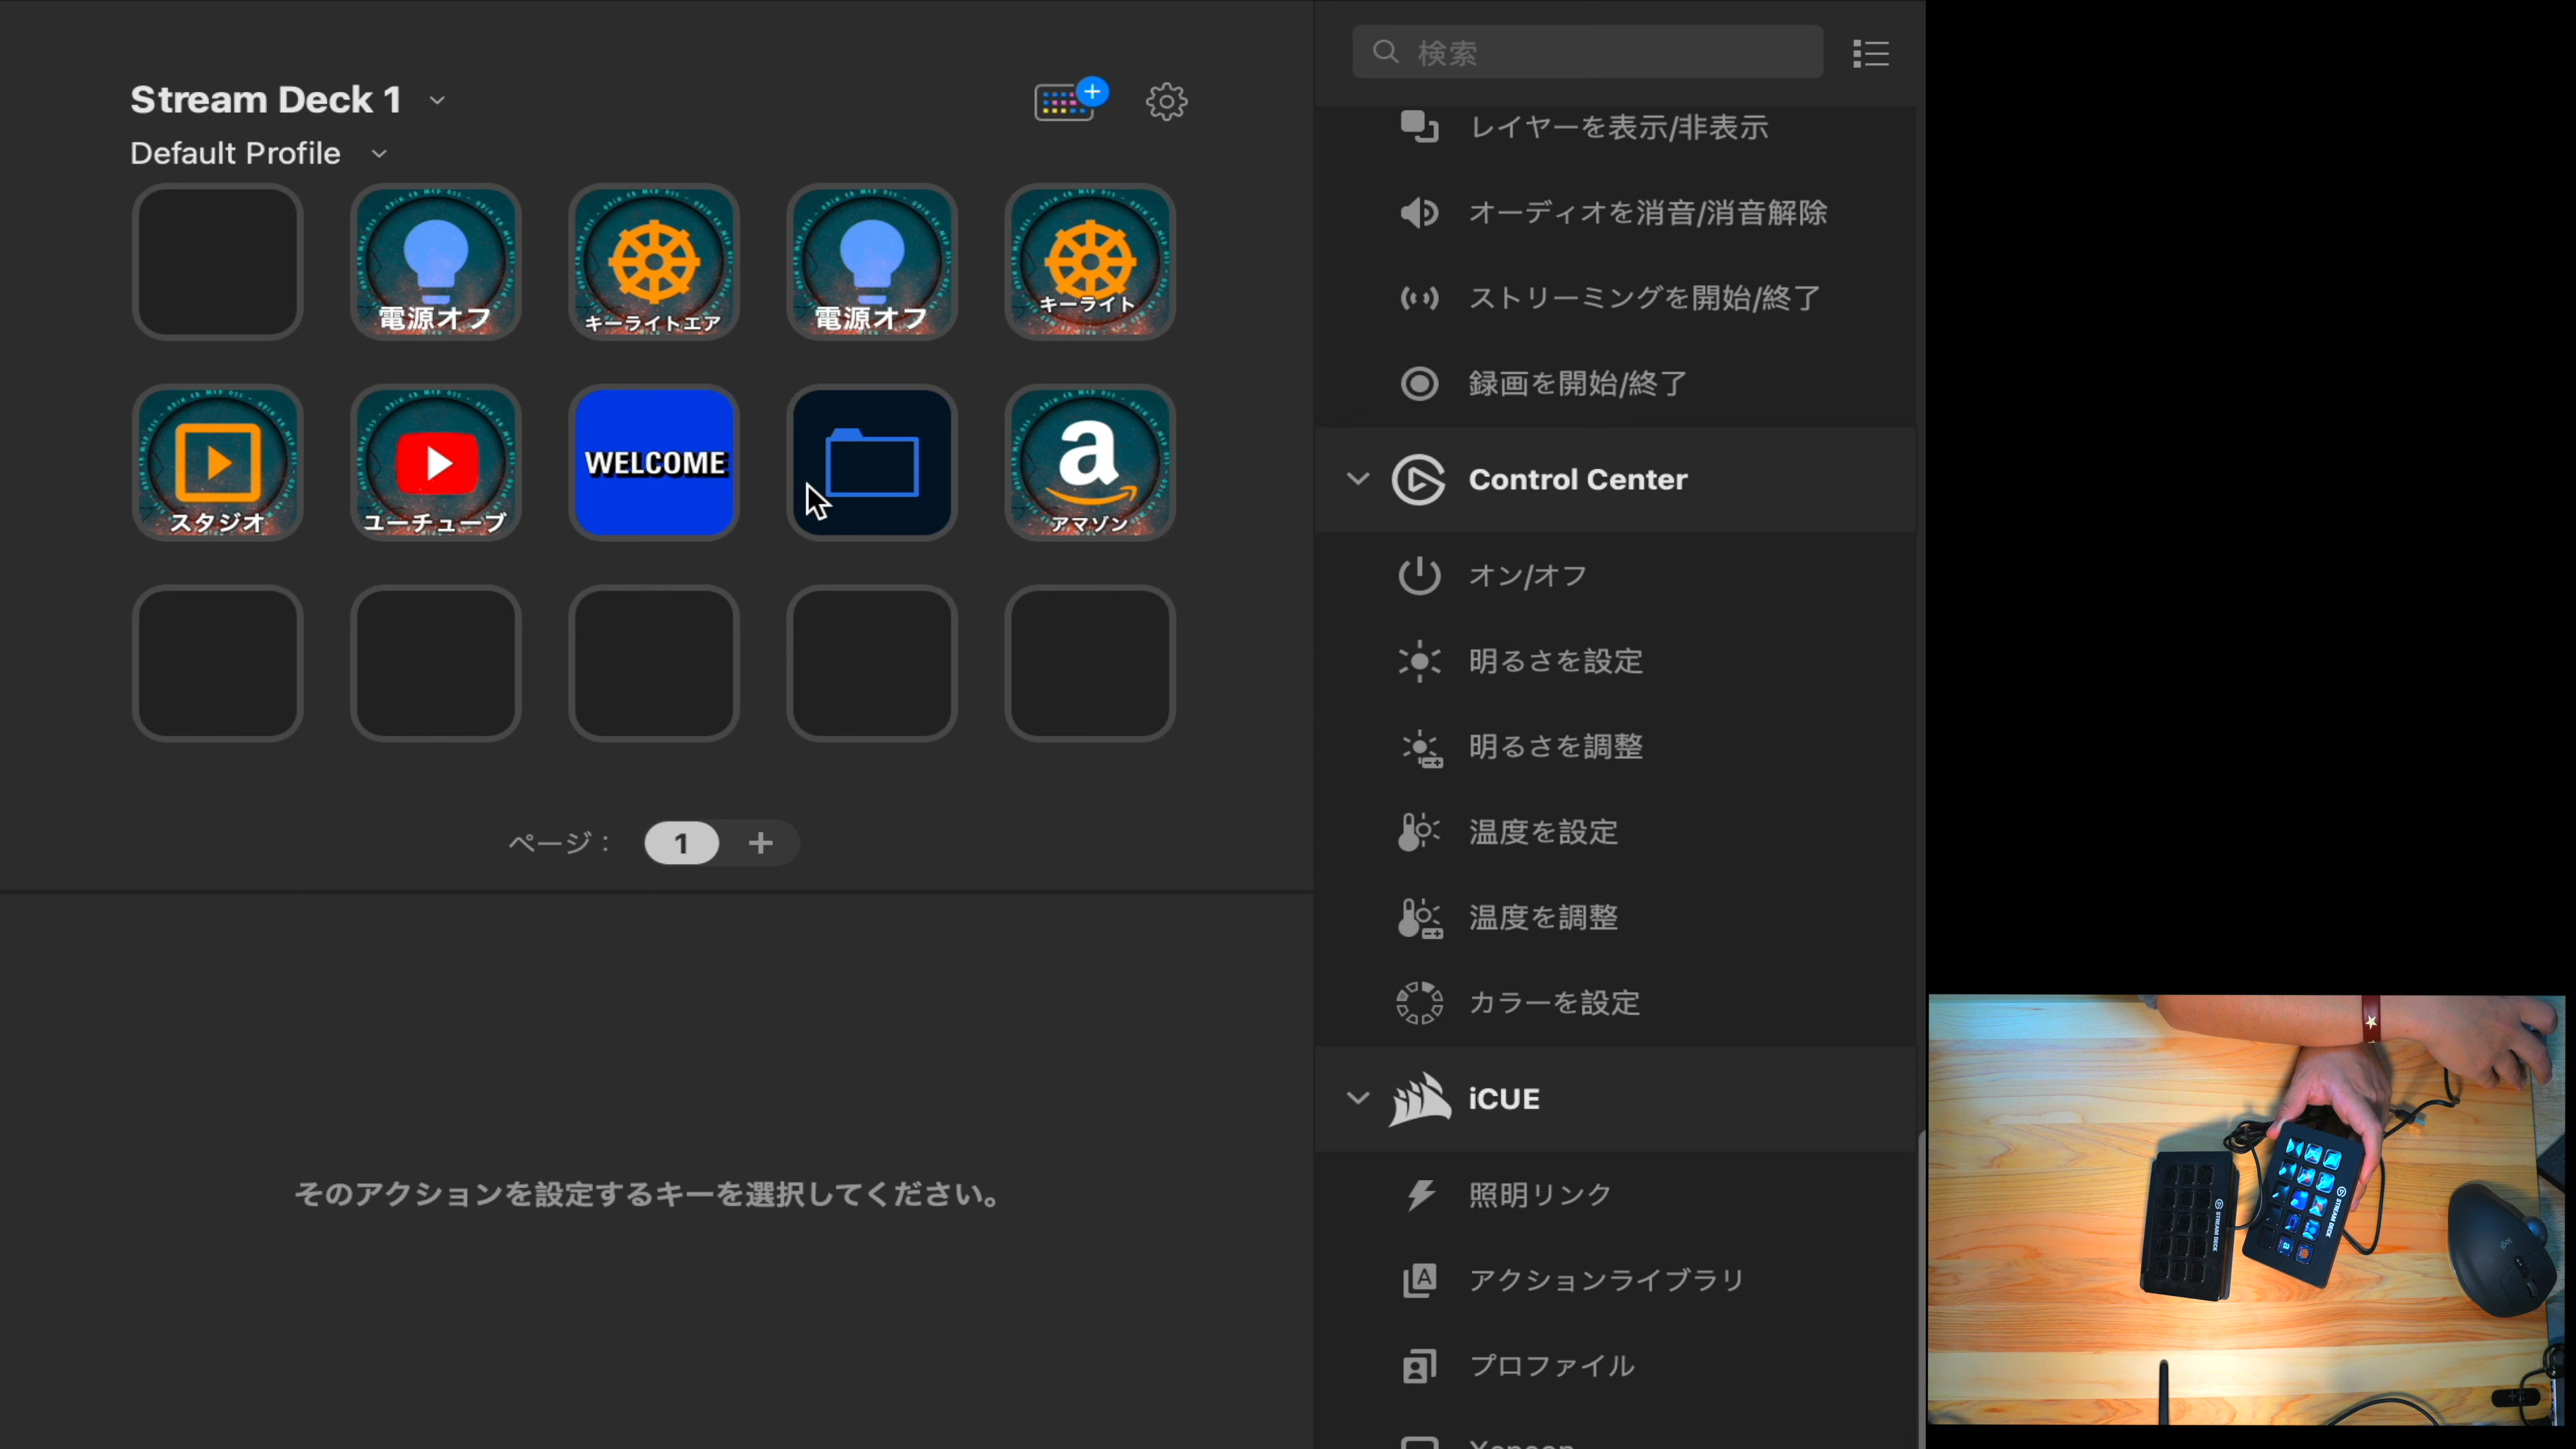 Stream Deck 1
Default Profile
電源オフ
キーライトエア
電源オフ
キーライト
スタジオ
ユーチューブ
WELCOME
アマゾン
ページ： 1 +
そのアクションを設定するキーを選択してください。
検索
レイヤーを表示/非表示
オーディオを消音/消音解除
ストリーミングを開始/終了
録画を開始/終了
Control Center
オン/オフ
明るさを設定
明るさを調整
温度を設定
温度を調整
カラーを設定
iCUE
照明リンク
アクションライブラリ
プロファイル
STREAM DECK
STREAM DECK